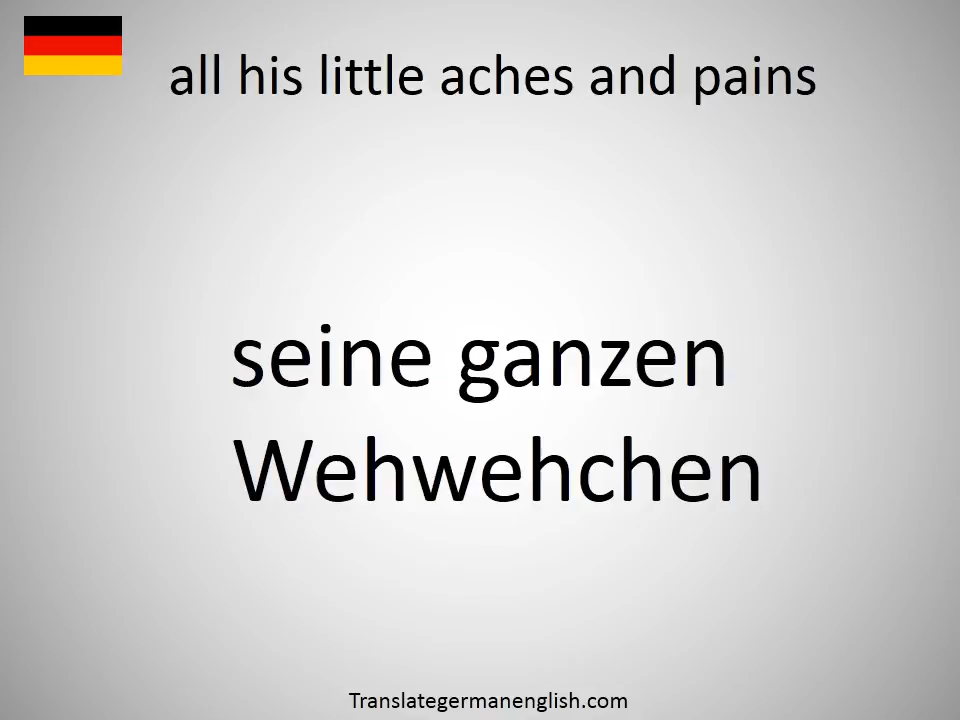 all his little aches and pains
seine ganzen
Wehwehchen
Translategermanenglish.com